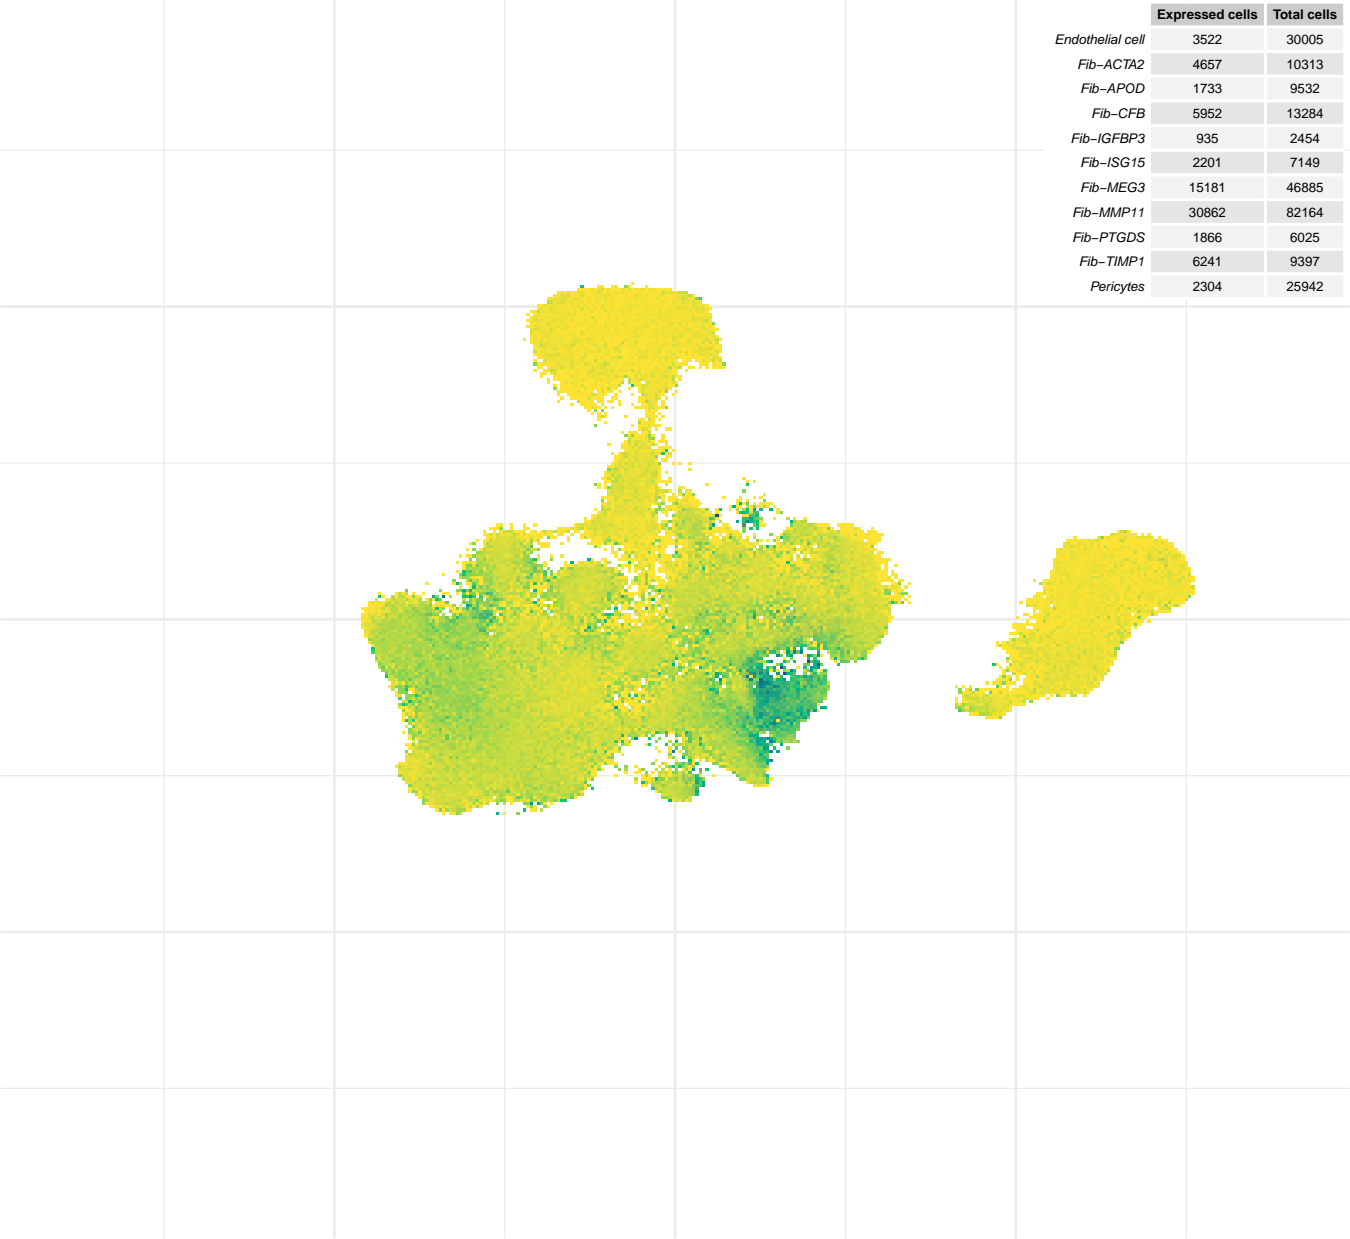 Expressed cells Total cells
Endothelial cell 3522 30005
Fib−ACTA2 4657 10313
Fib−APOD 1733 9532
Fib−CFB 5952 13284
Fib−IGFBP3 935 2454
Fib−ISG15 2201 7149
Fib−MEG3 15181 46885
Fib−MMP11 30862 82164
Fib−PTGDS 1866 6025
Fib−TIMP1 6241 9397
Pericytes 2304 25942